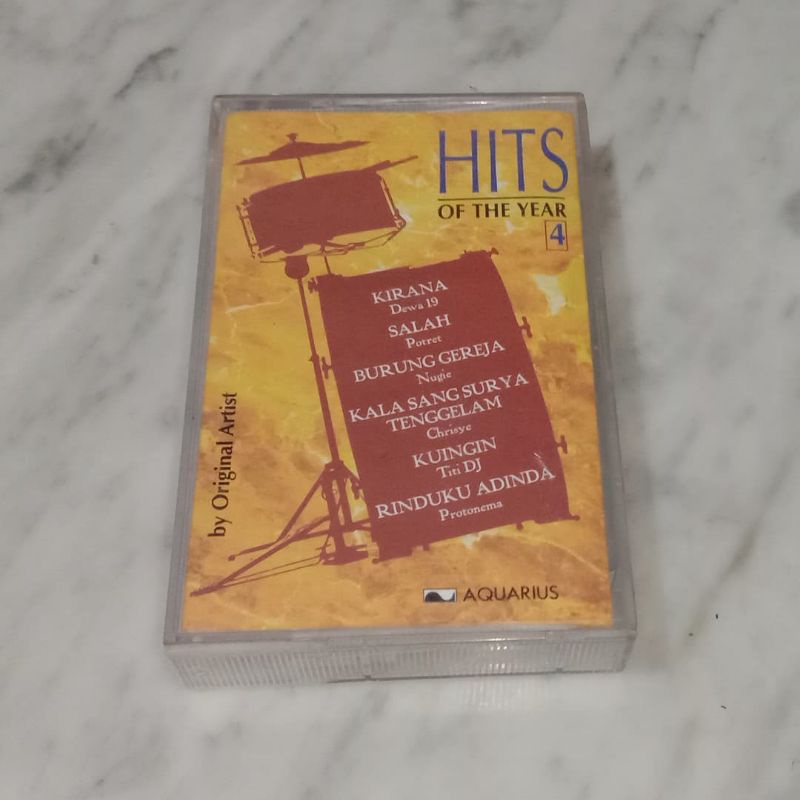 HITS
OF THE YEAR
4
KIRANA
Dewa 19
SALAH
Potret
BURUNG GEREJA
Nugie
KALA SANG SURYA
TENGGELAM
Chrisye
KUINGIN
Titi DJ
RINDUKU ADINDA
Protonema
by Original Artist
AQUARIUS